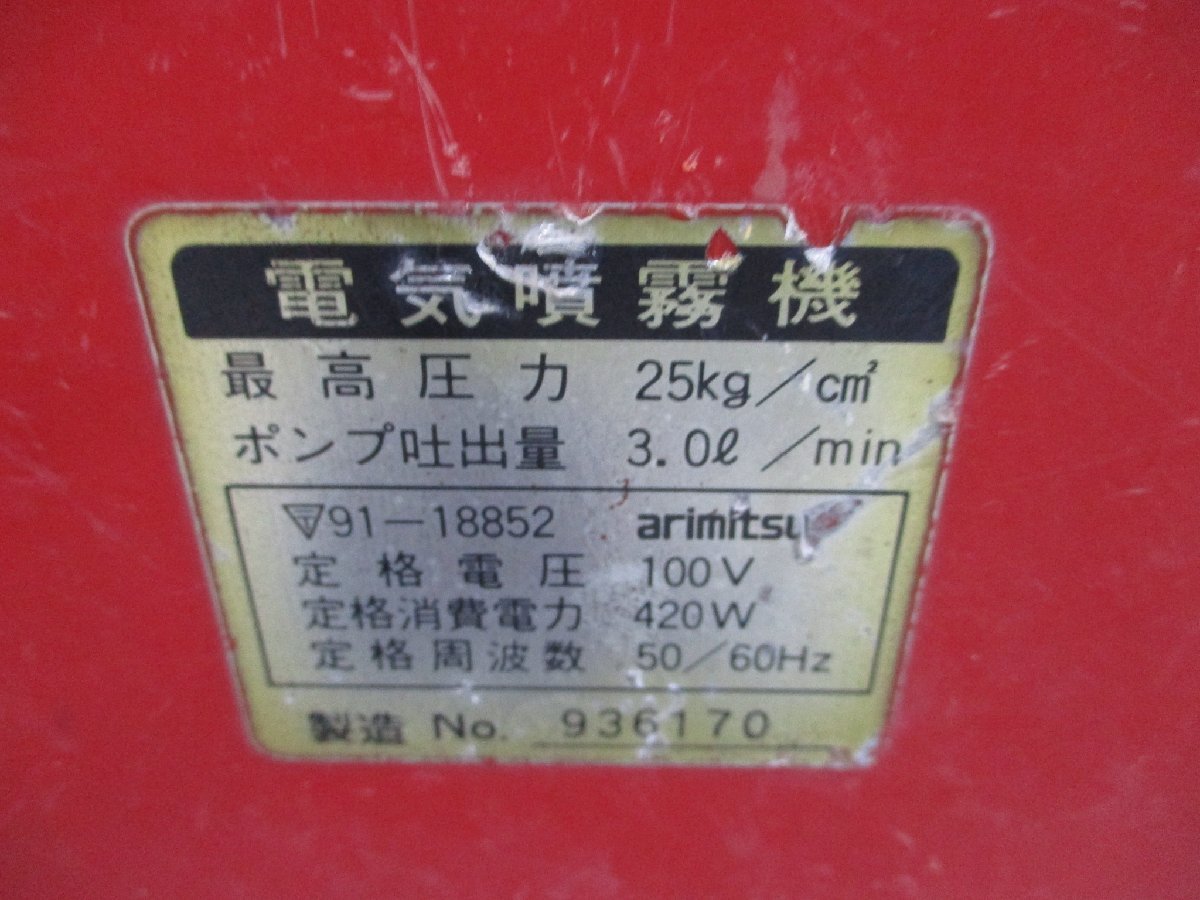 電気噴霧機
最高圧力 25kg/cm²
ポンプ吐出量 3.0ℓ/min
91-18852 arimitsu
定格電圧 100V
定格消費電力 420W
定格周波数 50/60Hz
製造 No. 936170